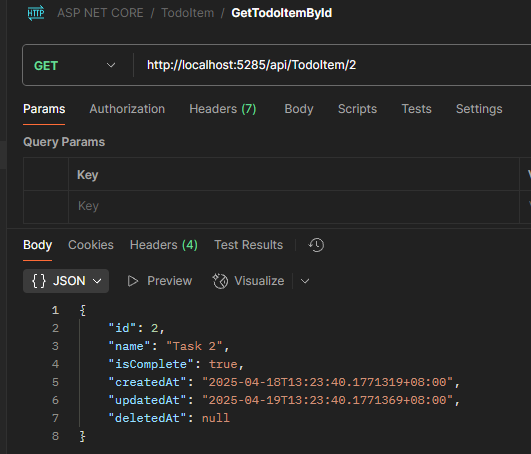 HTTP ASP NET CORE / TodoItem / GetTodoItemById
GET http://localhost:5285/api/TodoItem/2
Params Authorization Headers (7) Body Scripts Tests Settings
Query Params
Key
Key
Body Cookies Headers (4) Test Results
{ } JSON Preview Visualize
1 {
2 "id": 2,
3 "name": "Task 2",
4 "isComplete": true,
5 "createdAt": "2025-04-18T13:23:40.1771319+08:00",
6 "updatedAt": "2025-04-19T13:23:40.1771369+08:00",
7 "deletedAt": null
8 }